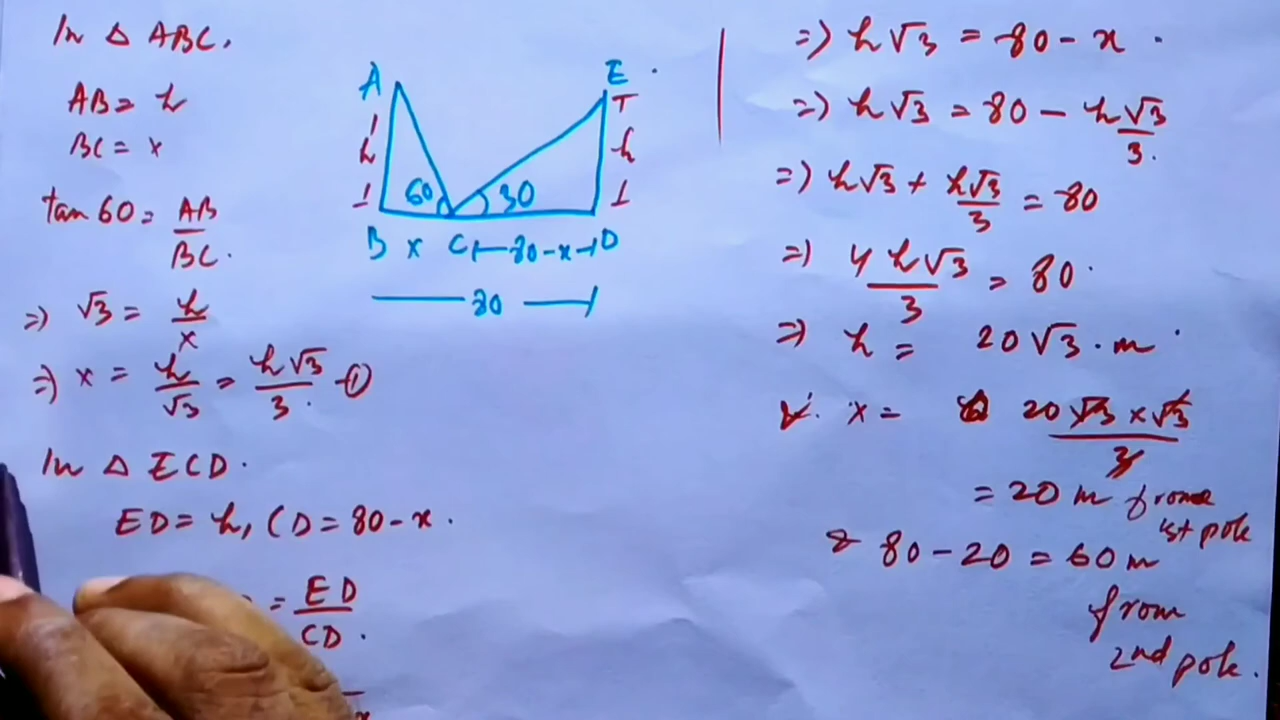 In Δ ABC,
AB = h
BC = x
tan 60 = AB
BC.
=> √3 = h
x
=> x = h = h√3 - ①
√3 3.
In Δ ECD.
ED = h, CD = 80 - x.
= ED
CD.
A
E
h
h
60
30
B x C 80-x D
80
=> h√3 = 80 - x
=> h√3 = 80 - h√3
3.
=> h√3 + h√3 = 80
3
=> 4h√3 = 80
3
=> h = 20√3 . m
x = 20 √3 x √3
3
= 20 m from
1st pole
& 80 - 20 = 60 m
from
2nd pole.